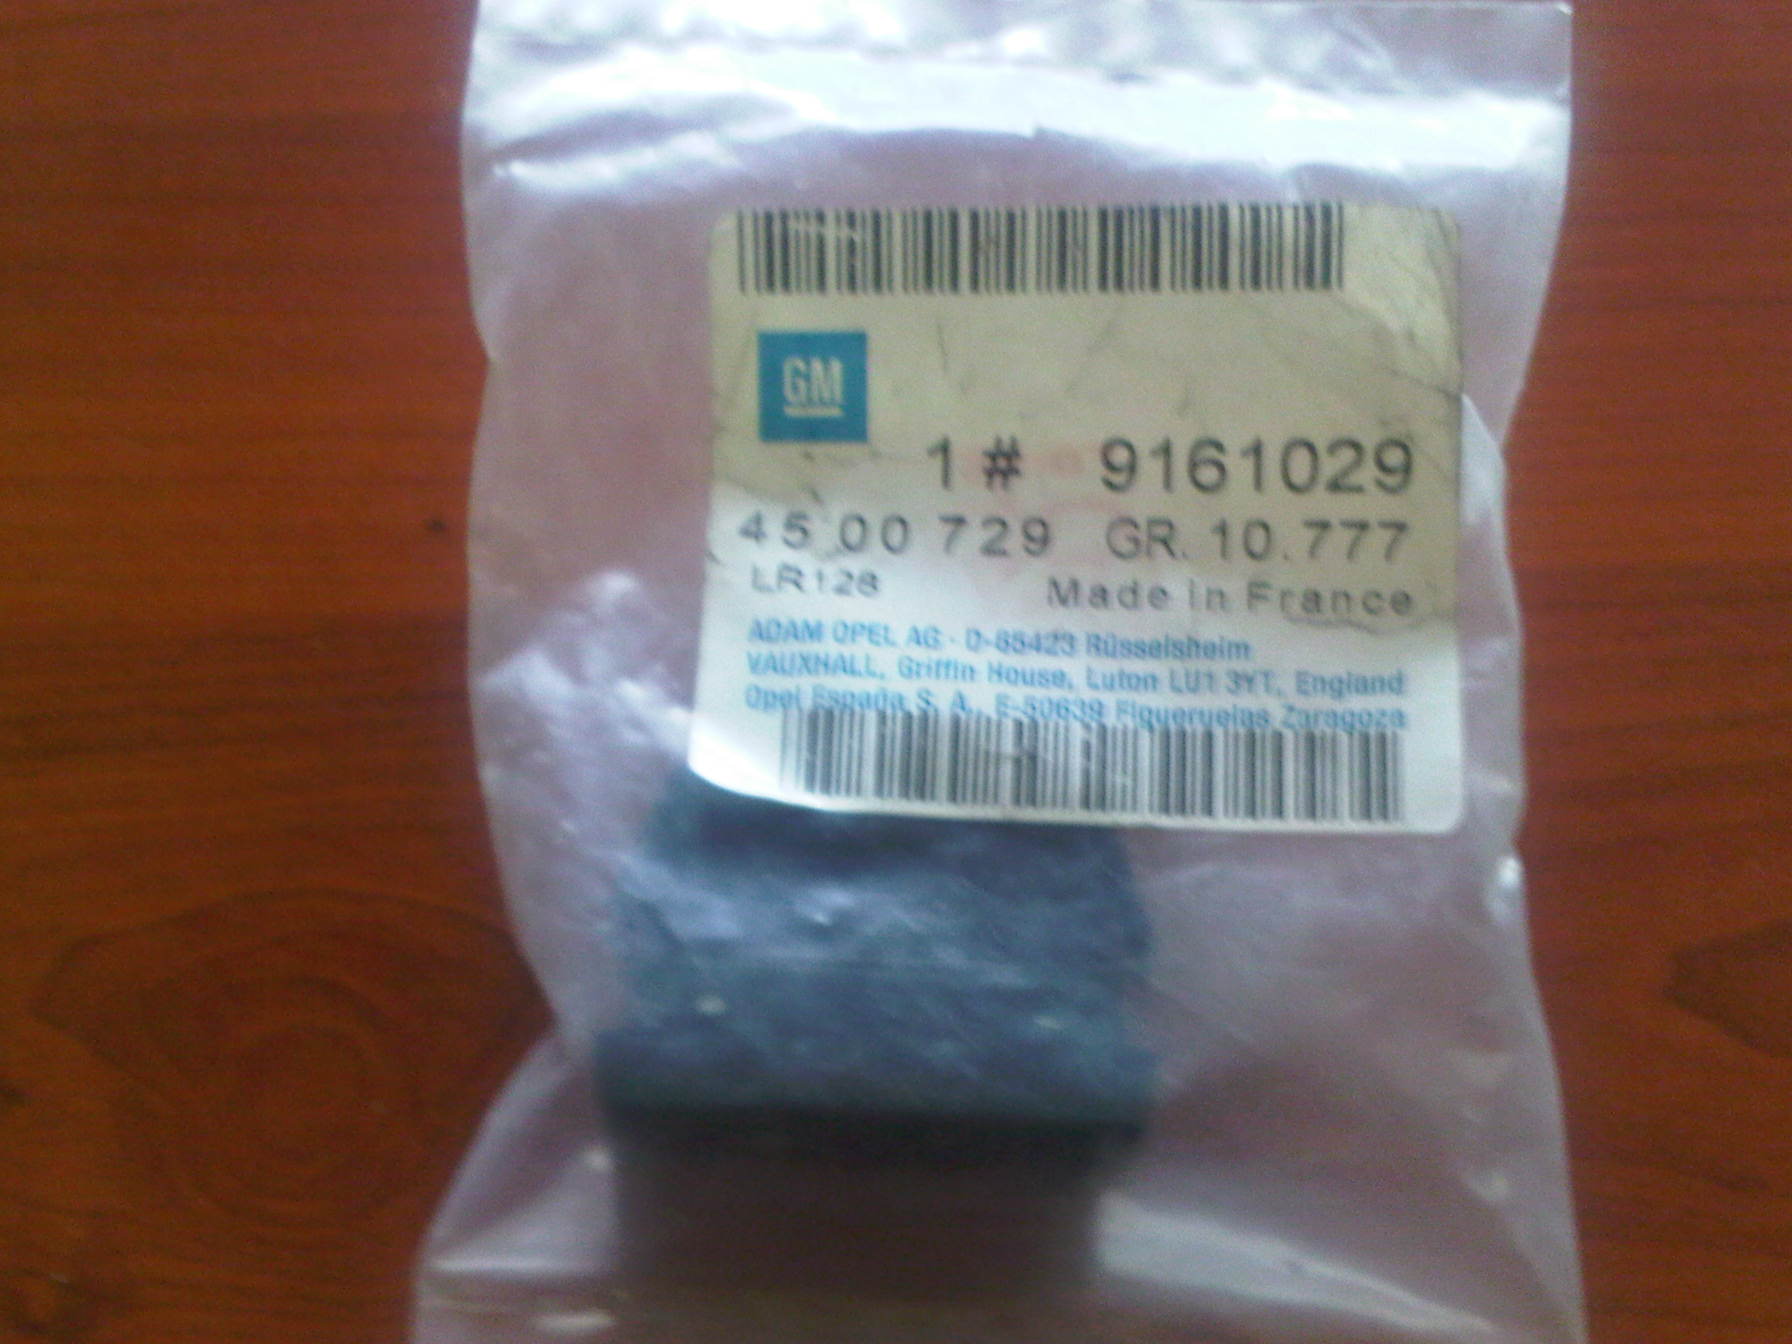 GM
1 # 9161029
45 00 729 GR. 10.777
LR128 Made in France
ADAM OPEL AG - D-65423 Rüsselsheim
VAUXHALL, Griffin House, Luton LU1 3YT, England
Opel España S. A., E-50639 Figueruelas Zaragoza